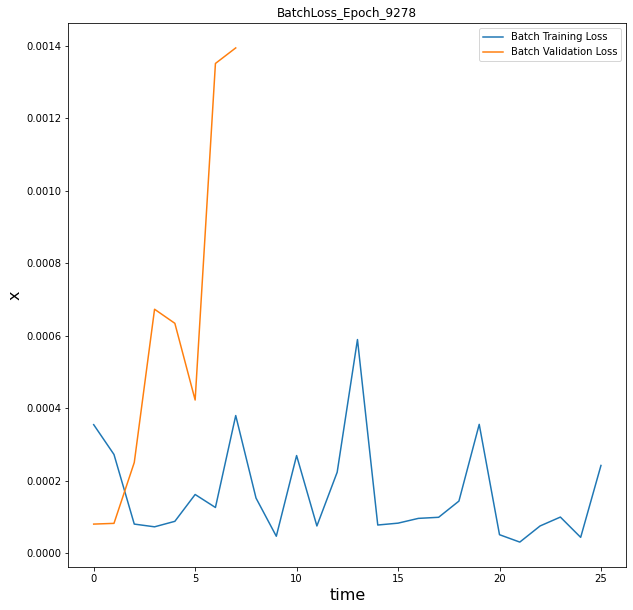 BatchLoss_Epoch_9278
Batch Training Loss
Batch Validation Loss
0.0014
0.0012
0.0010
0.0008
0.0006
0.0004
0.0002
0.0000
x
0 5 10 15 20 25
time